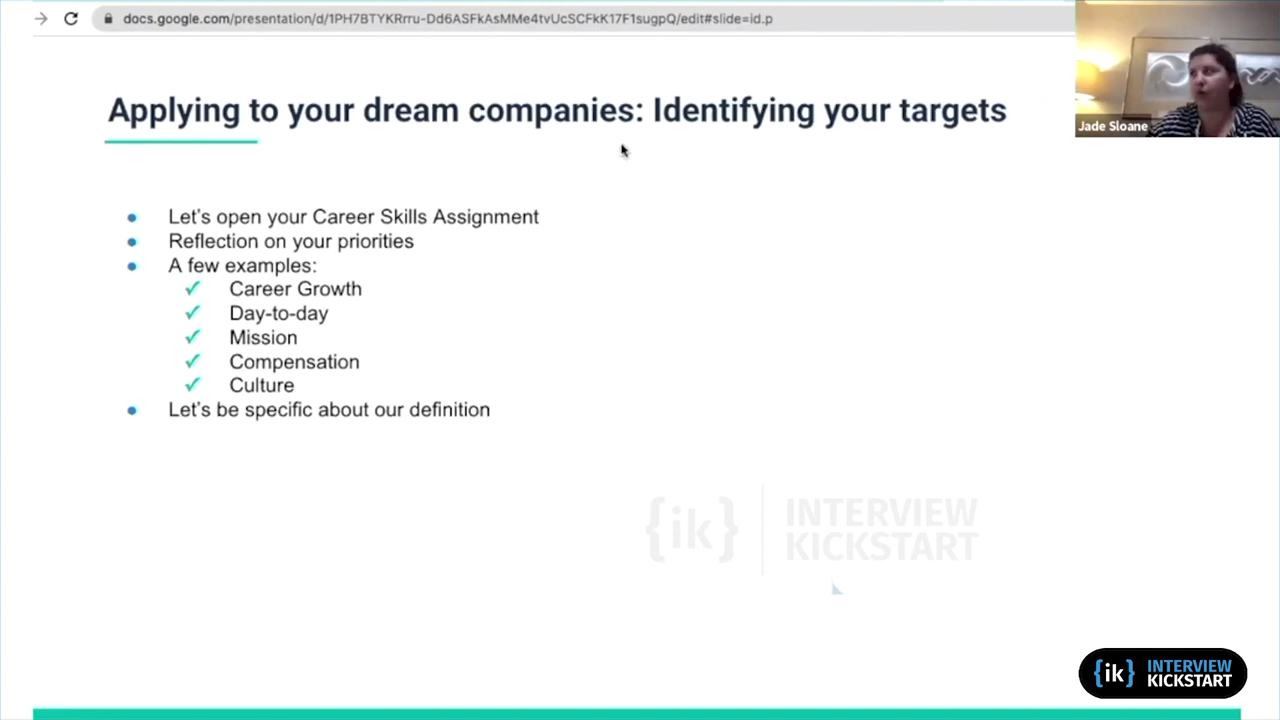 docs.google.com/presentation/d/1PH7BTYKRrru-Dd6ASFkAsMMe4tvUcSCFkK17F1sugpQ/edit#slide=id.p
Jade Sloane
Applying to your dream companies: Identifying your targets
Let's open your Career Skills Assignment
Reflection on your priorities
A few examples:
Career Growth
Day-to-day
Mission
Compensation
Culture
Let's be specific about our definition
{ik} INTERVIEW
KICKSTART
{ik} INTERVIEW
KICKSTART